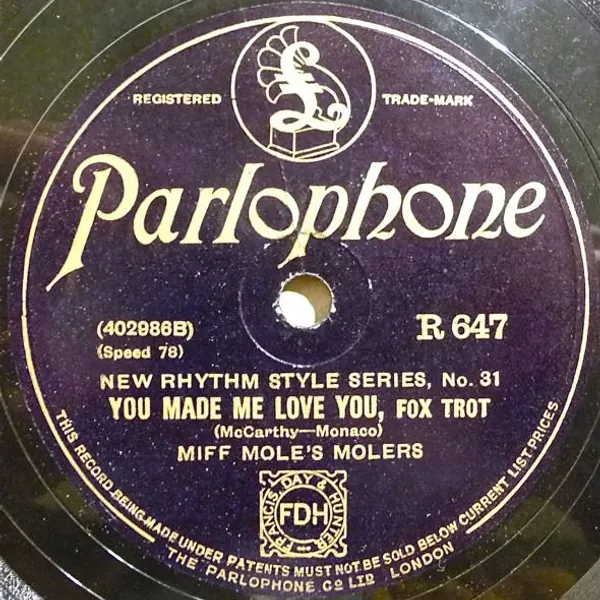 REGISTERED TRADE-MARK
£
Parlophone
(402986B) R 647
(Speed 78)
NEW RHYTHM STYLE SERIES, No. 31
YOU MADE ME LOVE YOU, FOX TROT
(McCarthy—Monaco)
MIFF MOLE'S MOLERS
FRANCIS DAY & HUNTER
FDH
THIS RECORD BEING MADE UNDER PATENTS MUST NOT BE SOLD BELOW CURRENT LIST PRICES
THE PARLOPHONE CO LTD LONDON